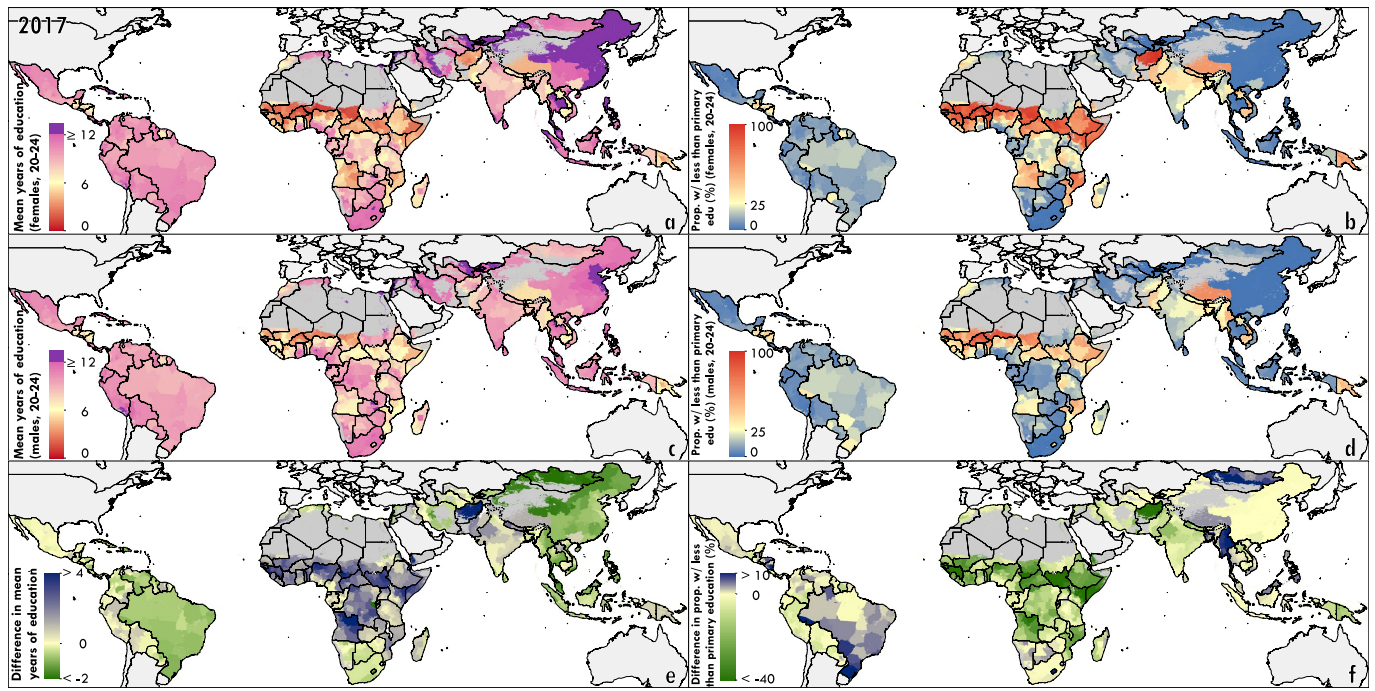 2017
Mean years of education
(females, 20-24)
≥ 12
6
0
a
Prop. w/ less than primary
edu (%) (females, 20-24)
100
25
0
b
Mean years of education
(males, 20-24)
≥ 12
6
0
c
Prop. w/ less than primary
edu (%) (males, 20-24)
100
25
0
d
Difference in mean
years of education
> 4
0
< -2
e
Difference in prop. w/ less
than primary education (%)
> 10
0
< -40
f